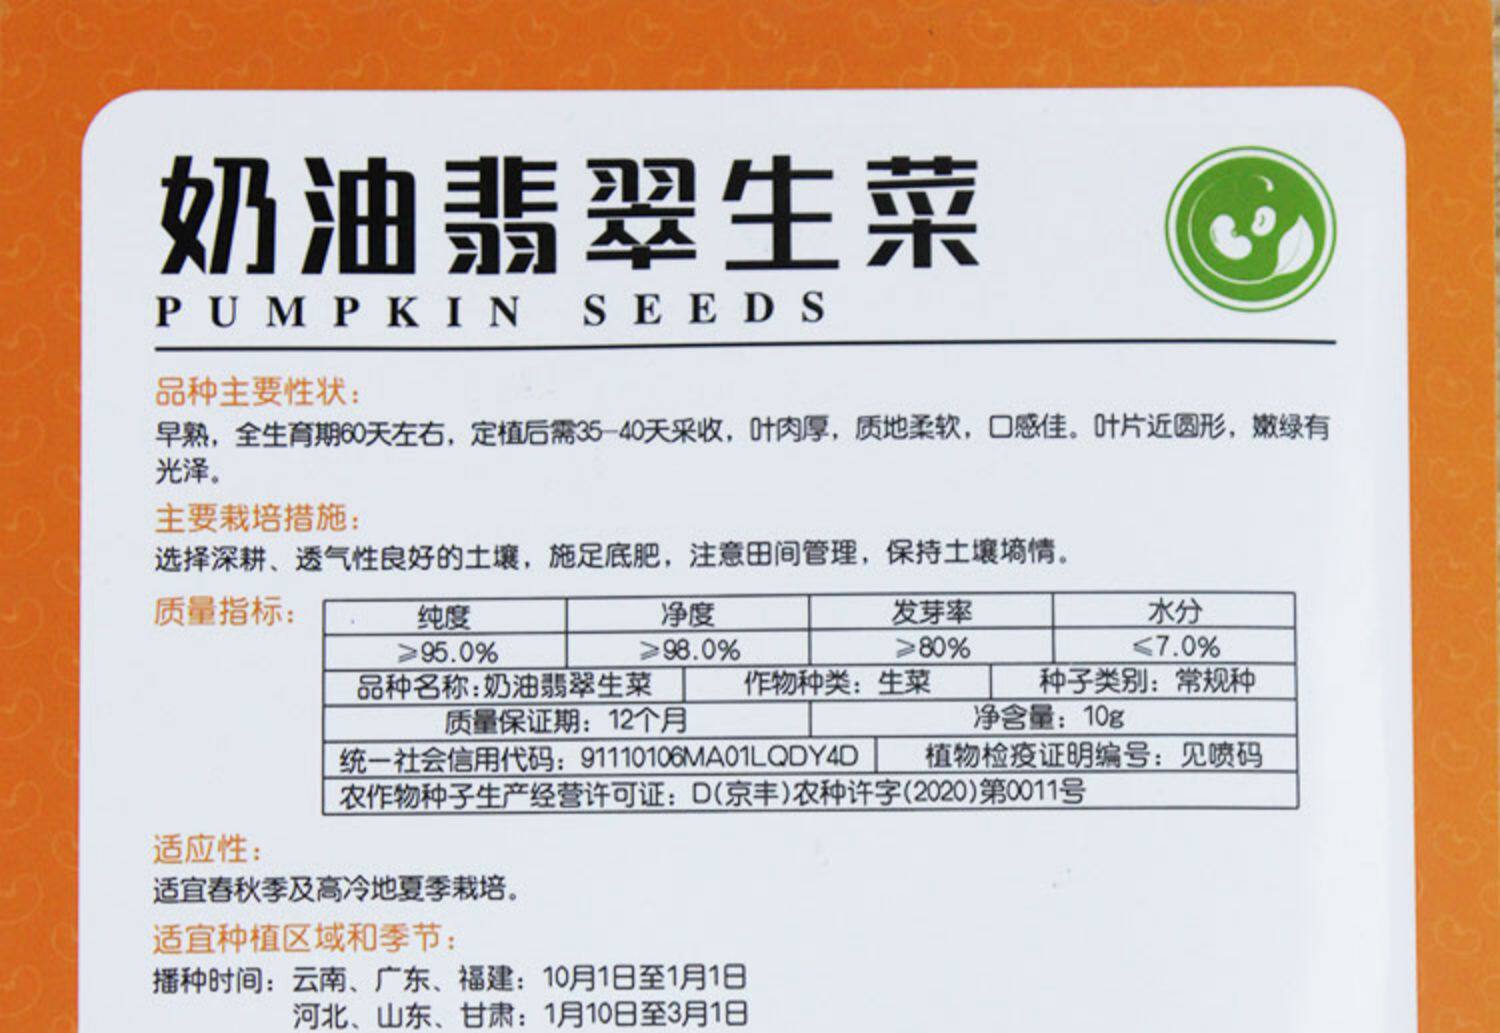 奶油翡翠生菜
PUMPKIN SEEDS
品种主要性状：
早熟，全生育期60天左右，定植后需35-40天采收，叶肉厚，质地柔软，口感佳。叶片近圆形，嫩绿有
光泽。
主要栽培措施：
选择深耕、透气性良好的土壤，施足底肥，注意田间管理，保持土壤墒情。
质量指标：
纯度 净度 发芽率 水分
≥95.0% ≥98.0% ≥80% ≤7.0%
品种名称：奶油翡翠生菜 作物种类：生菜 种子类别：常规种
质量保证期：12个月 净含量：10g
统一社会信用代码：91110106MA01LQDY4D 植物检疫证明编号：见喷码
农作物种子生产经营许可证：D(京丰)农种许字(2020)第0011号
适应性：
适宜春秋季及高冷地夏季栽培。
适宜种植区域和季节：
播种时间：云南、广东、福建：10月1日至1月1日
河北、山东、甘肃：1月10日至3月1日